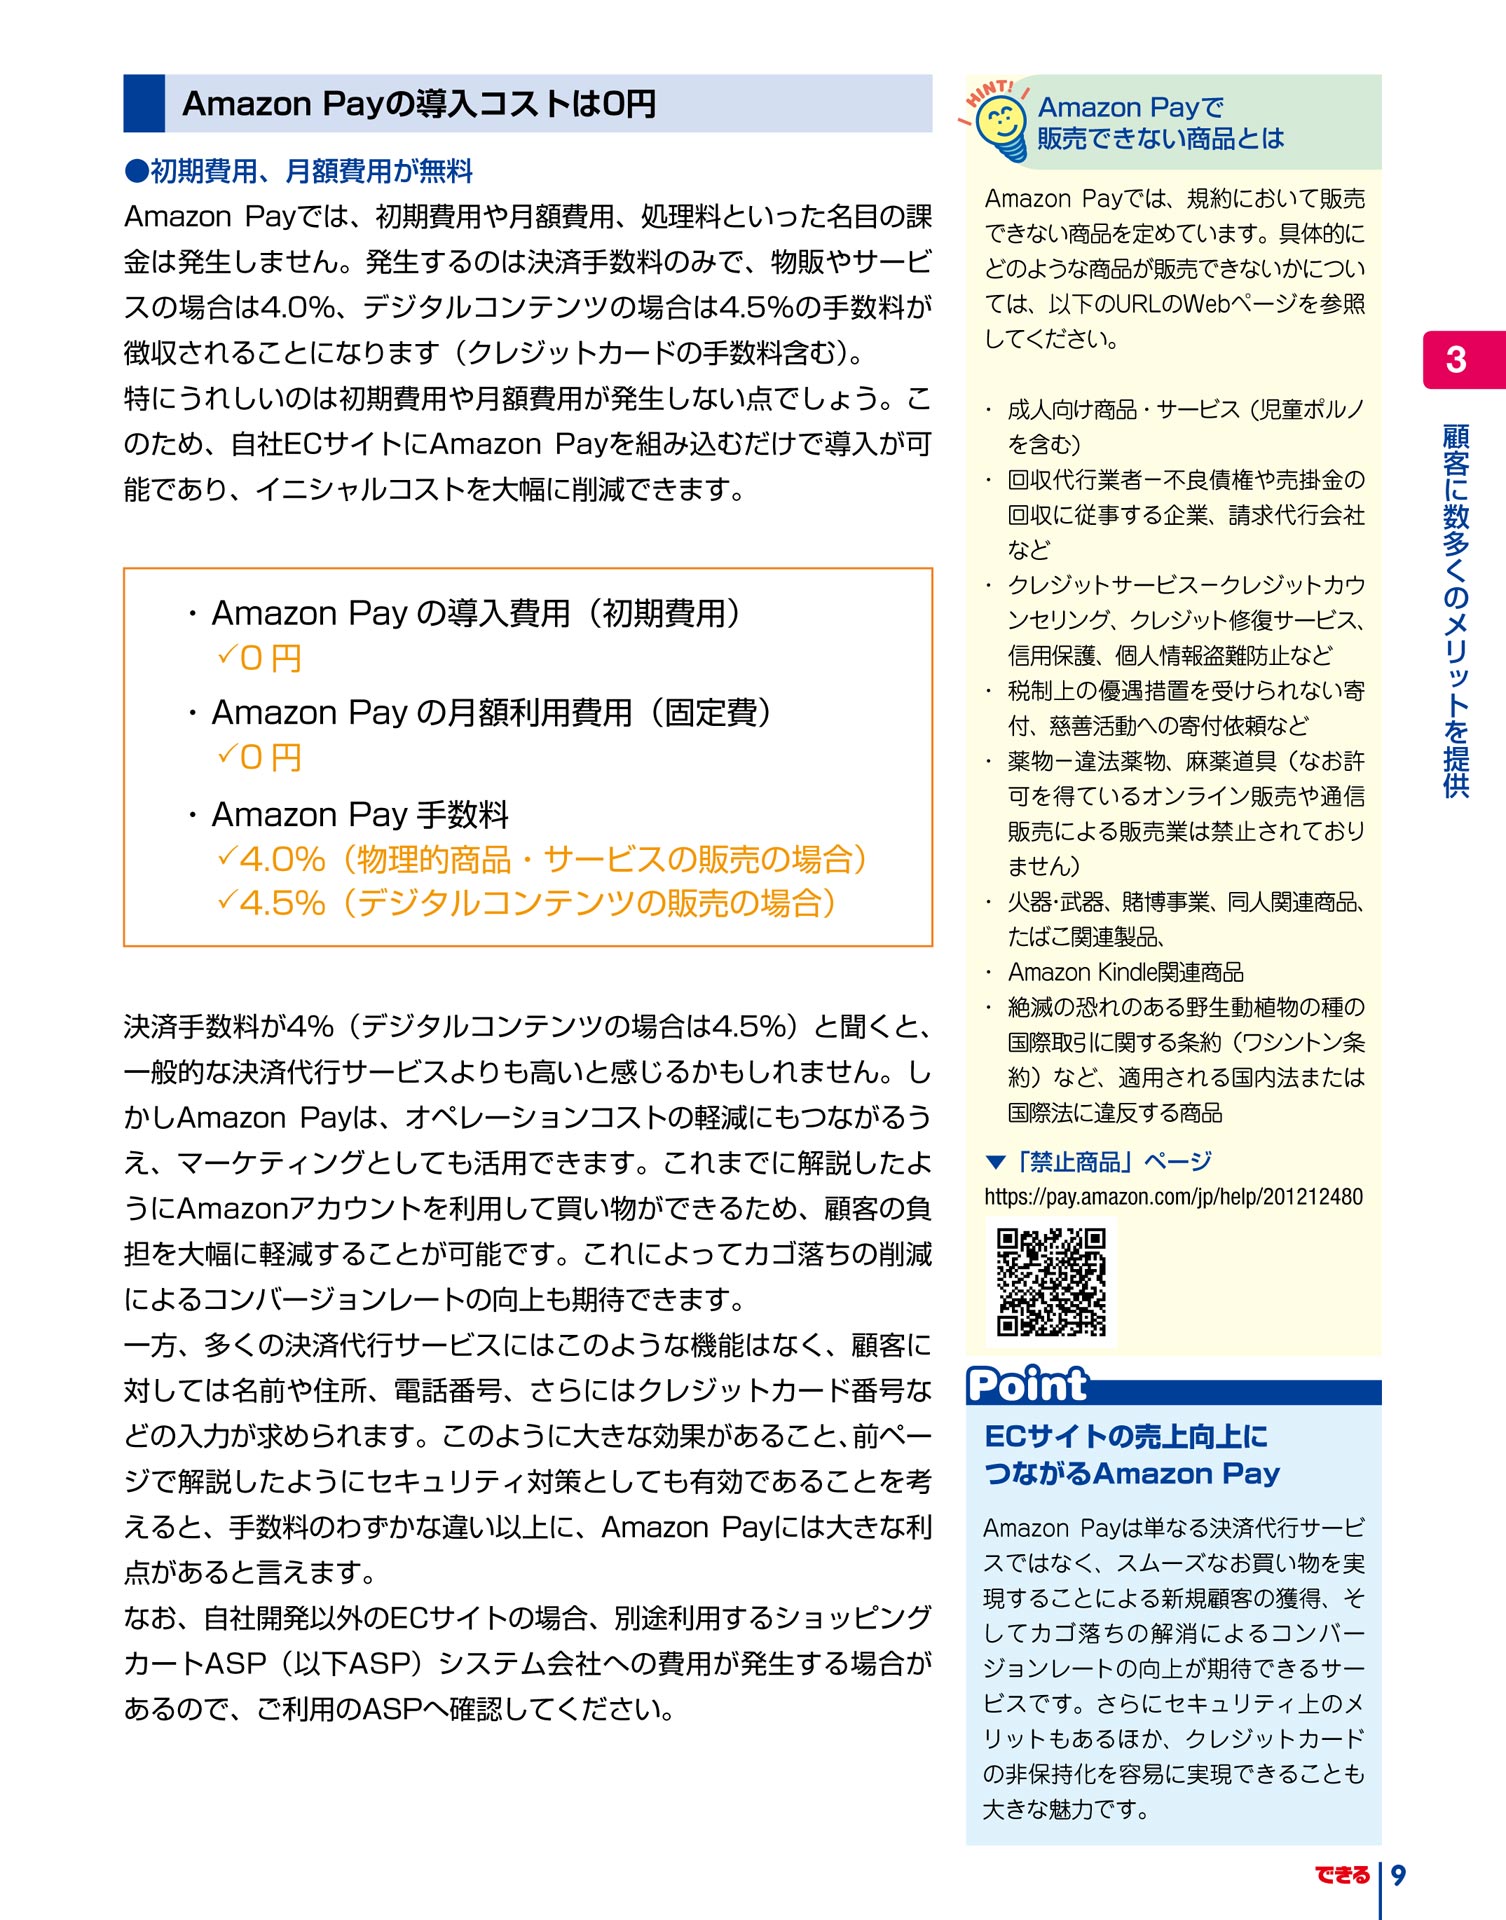 Amazon Payの導入コストは0円
●初期費用、月額費用が無料
Amazon Payでは、初期費用や月額費用、処理料といった名目の課
金は発生しません。発生するのは決済手数料のみで、物販やサービ
スの場合は4.0%、デジタルコンテンツの場合は4.5%の手数料が
徴収されることになります（クレジットカードの手数料含む）。
特にうれしいのは初期費用や月額費用が発生しない点でしょう。こ
のため、自社ECサイトにAmazon Payを組み込むだけで導入が可
能であり、イニシャルコストを大幅に削減できます。
・Amazon Pay の導入費用（初期費用）
✓0 円
・Amazon Pay の月額利用費用（固定費）
✓0 円
・Amazon Pay 手数料
✓4.0%（物理的商品・サービスの販売の場合）
✓4.5%（デジタルコンテンツの販売の場合）
決済手数料が4%（デジタルコンテンツの場合は4.5%）と聞くと、
一般的な決済代行サービスよりも高いと感じるかもしれません。し
かしAmazon Payは、オペレーションコストの軽減にもつながるう
え、マーケティングとしても活用できます。これまでに解説したよ
うにAmazonアカウントを利用して買い物ができるため、顧客の負
担を大幅に軽減することが可能です。これによってカゴ落ちの削減
によるコンバージョンレートの向上も期待できます。
一方、多くの決済代行サービスにはこのような機能はなく、顧客に
対しては名前や住所、電話番号、さらにはクレジットカード番号な
どの入力が求められます。このように大きな効果があること、前ペー
ジで解説したようにセキュリティ対策としても有効であることを考
えると、手数料のわずかな違い以上に、Amazon Payには大きな利
点があると言えます。
なお、自社開発以外のECサイトの場合、別途利用するショッピング
カートASP（以下ASP）システム会社への費用が発生する場合が
あるので、ご利用のASPへ確認してください。
HINT!
Amazon Payで
販売できない商品とは
Amazon Payでは、規約において販売
できない商品を定めています。具体的に
どのような商品が販売できないかについ
ては、以下のURLのWebページを参照
してください。
・ 成人向け商品・サービス（児童ポルノ
を含む）
・ 回収代行業者－不良債権や売掛金の
回収に従事する企業、請求代行会社
など
・ クレジットサービスークレジットカウ
ンセリング、クレジット修復サービス、
信用保護、個人情報盗難防止など
・ 税制上の優遇措置を受けられない寄
付、慈善活動への寄付依頼など
・ 薬物－違法薬物、麻薬道具（なお許
可を得ているオンライン販売や通信
販売による販売業は禁止されており
ません）
・ 火器・武器、賭博事業、同人関連商品、
たばこ関連製品、
・ Amazon Kindle関連商品
・ 絶滅の恐れのある野生動植物の種の
国際取引に関する条約（ワシントン条
約）など、適用される国内法または
国際法に違反する商品
▼「禁止商品」ページ
https://pay.amazon.com/jp/help/201212480
Point
ECサイトの売上向上に
つながるAmazon Pay
Amazon Payは単なる決済代行サービ
スではなく、スムーズなお買い物を実
現することによる新規顧客の獲得、そ
してカゴ落ちの解消によるコンバー
ジョンレートの向上が期待できるサー
ビスです。さらにセキュリティ上のメ
リットもあるほか、クレジットカード
の非保持化を容易に実現できることも
大きな魅力です。
3
顧客に数多くのメリットを提供
できる
9